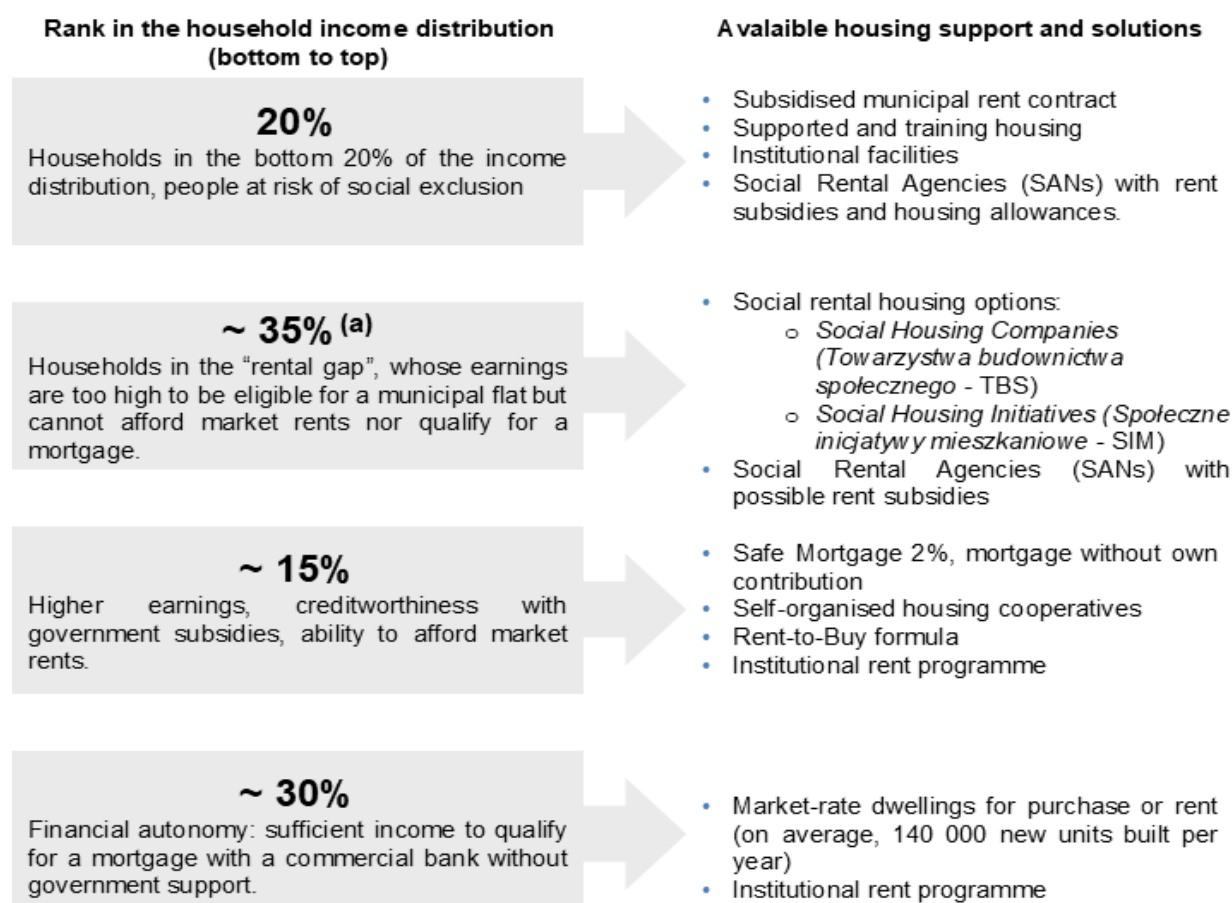 Rank in the household income distribution
(bottom to top)
Avalaible housing support and solutions
20%
Households in the bottom 20% of the income
distribution, people at risk of social exclusion
• Subsidised municipal rent contract
• Supported and training housing
• Institutional facilities
• Social Rental Agencies (SANs) with rent
subsidies and housing allowances.
~ 35% (a)
Households in the “rental gap”, whose earnings
are too high to be eligible for a municipal flat but
cannot afford market rents nor qualify for a
mortgage.
• Social rental housing options:
o Social Housing Companies
(Towarzystwa budownictwa
społecznego - TBS)
o Social Housing Initiatives (Społeczne
inicjatywy mieszkaniowe - SIM)
• Social Rental Agencies (SANs) with
possible rent subsidies
~ 15%
Higher earnings, creditworthiness with
government subsidies, ability to afford market
rents.
• Safe Mortgage 2%, mortgage without own
contribution
• Self-organised housing cooperatives
• Rent-to-Buy formula
• Institutional rent programme
~ 30%
Financial autonomy: sufficient income to qualify
for a mortgage with a commercial bank without
government support.
• Market-rate dwellings for purchase or rent
(on average, 140 000 new units built per
year)
• Institutional rent programme